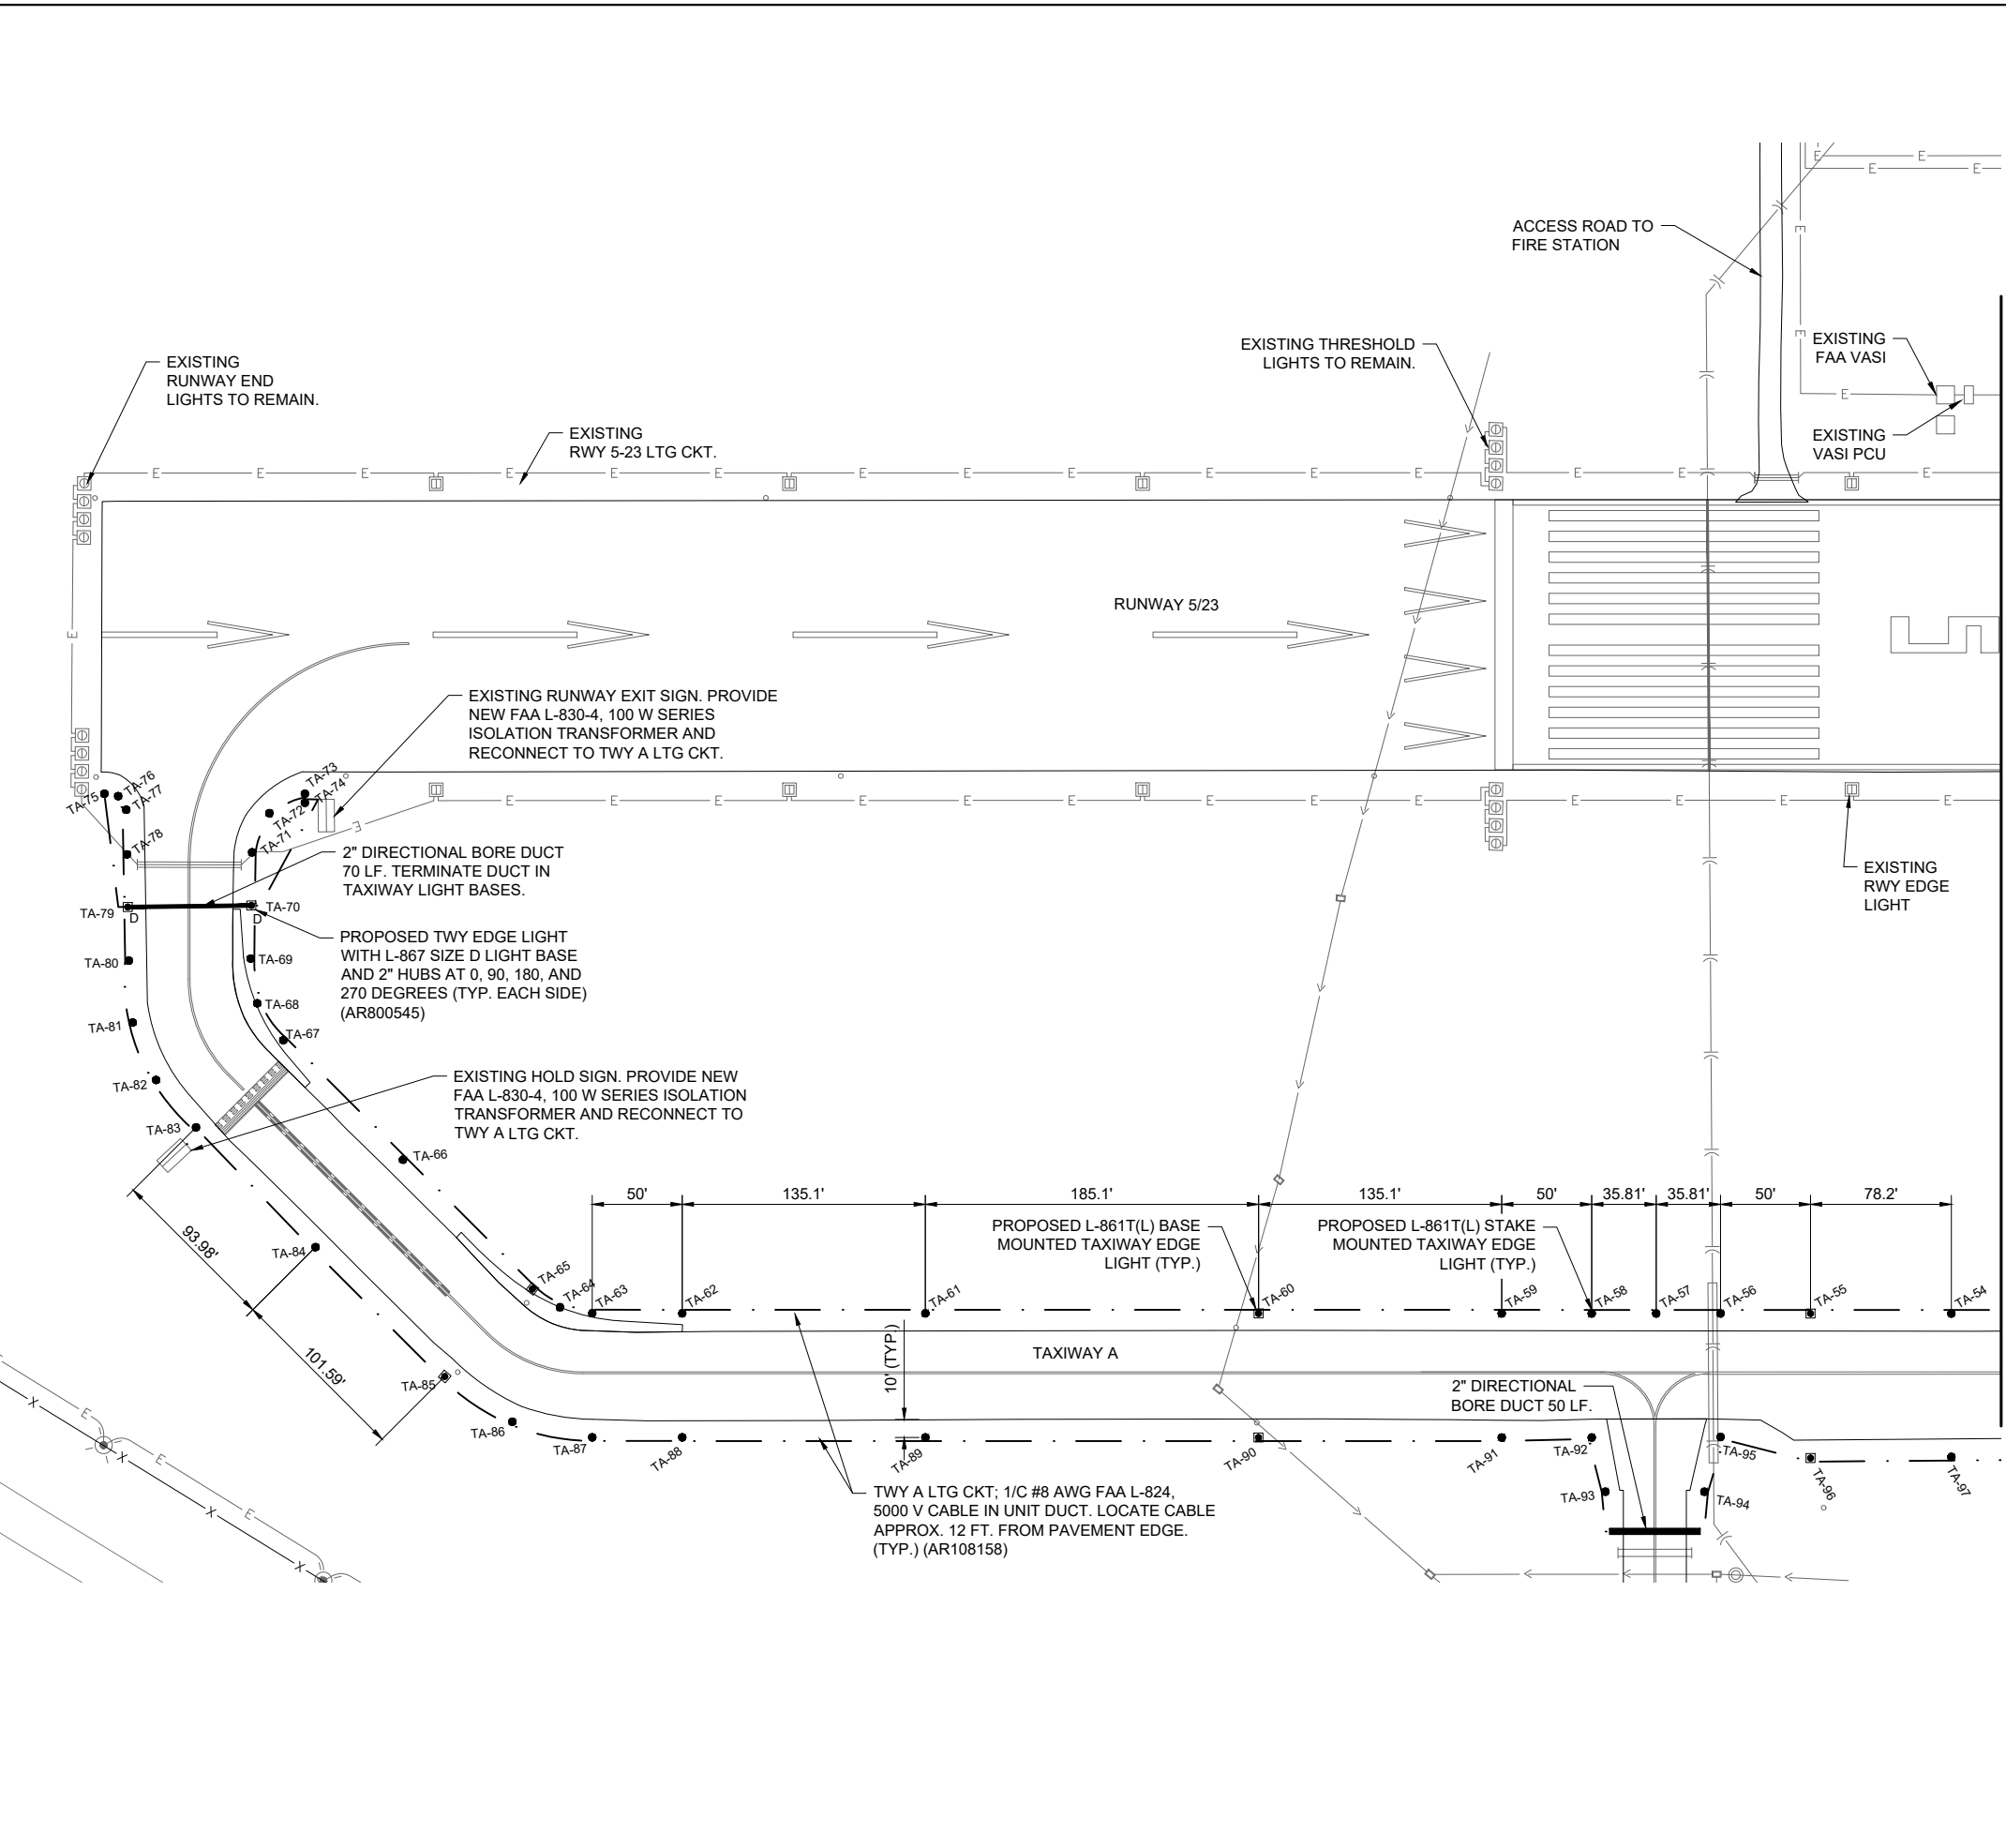 ACCESS ROAD TO
FIRE STATION
EXISTING
RUNWAY END
LIGHTS TO REMAIN.
EXISTING THRESHOLD
LIGHTS TO REMAIN.
EXISTING
FAA VASI
EXISTING
RWY 5-23 LTG CKT.
EXISTING
VASI PCU
RUNWAY 5/23
EXISTING RUNWAY EXIT SIGN. PROVIDE
NEW FAA L-830-4, 100 W SERIES
ISOLATION TRANSFORMER AND
RECONNECT TO TWY A LTG CKT.
TA-75
TA-76
TA-77
TA-78
TA-73
TA-74
TA-72
TA-71
2" DIRECTIONAL BORE DUCT
70 LF. TERMINATE DUCT IN
TAXIWAY LIGHT BASES.
EXISTING
RWY EDGE
LIGHT
TA-79
D
D
TA-70
PROPOSED TWY EDGE LIGHT
WITH L-867 SIZE D LIGHT BASE
AND 2" HUBS AT 0, 90, 180, AND
270 DEGREES (TYP. EACH SIDE)
(AR800545)
TA-80
TA-69
TA-68
TA-81
TA-67
EXISTING HOLD SIGN. PROVIDE NEW
FAA L-830-4, 100 W SERIES ISOLATION
TRANSFORMER AND RECONNECT TO
TWY A LTG CKT.
TA-82
TA-83
TA-66
50'
135.1'
185.1'
135.1'
50'
35.81'
35.81'
50'
78.2'
PROPOSED L-861T(L) BASE
MOUNTED TAXIWAY EDGE
LIGHT (TYP.)
PROPOSED L-861T(L) STAKE
MOUNTED TAXIWAY EDGE
LIGHT (TYP.)
93.98'
TA-84
TA-65
TA-64
TA-63
TA-62
TA-61
TA-60
TA-59
TA-58
TA-57
TA-56
TA-55
TA-54
101.59'
TAXIWAY A
10' (TYP.)
TA-85
2" DIRECTIONAL
BORE DUCT 50 LF.
TA-86
TA-87
TA-88
TA-89
TA-90
TA-91
TA-92
TA-95
TA-96
TA-97
TA-93
TA-94
TWY A LTG CKT; 1/C #8 AWG FAA L-824,
5000 V CABLE IN UNIT DUCT. LOCATE CABLE
APPROX. 12 FT. FROM PAVEMENT EDGE.
(TYP.) (AR108158)